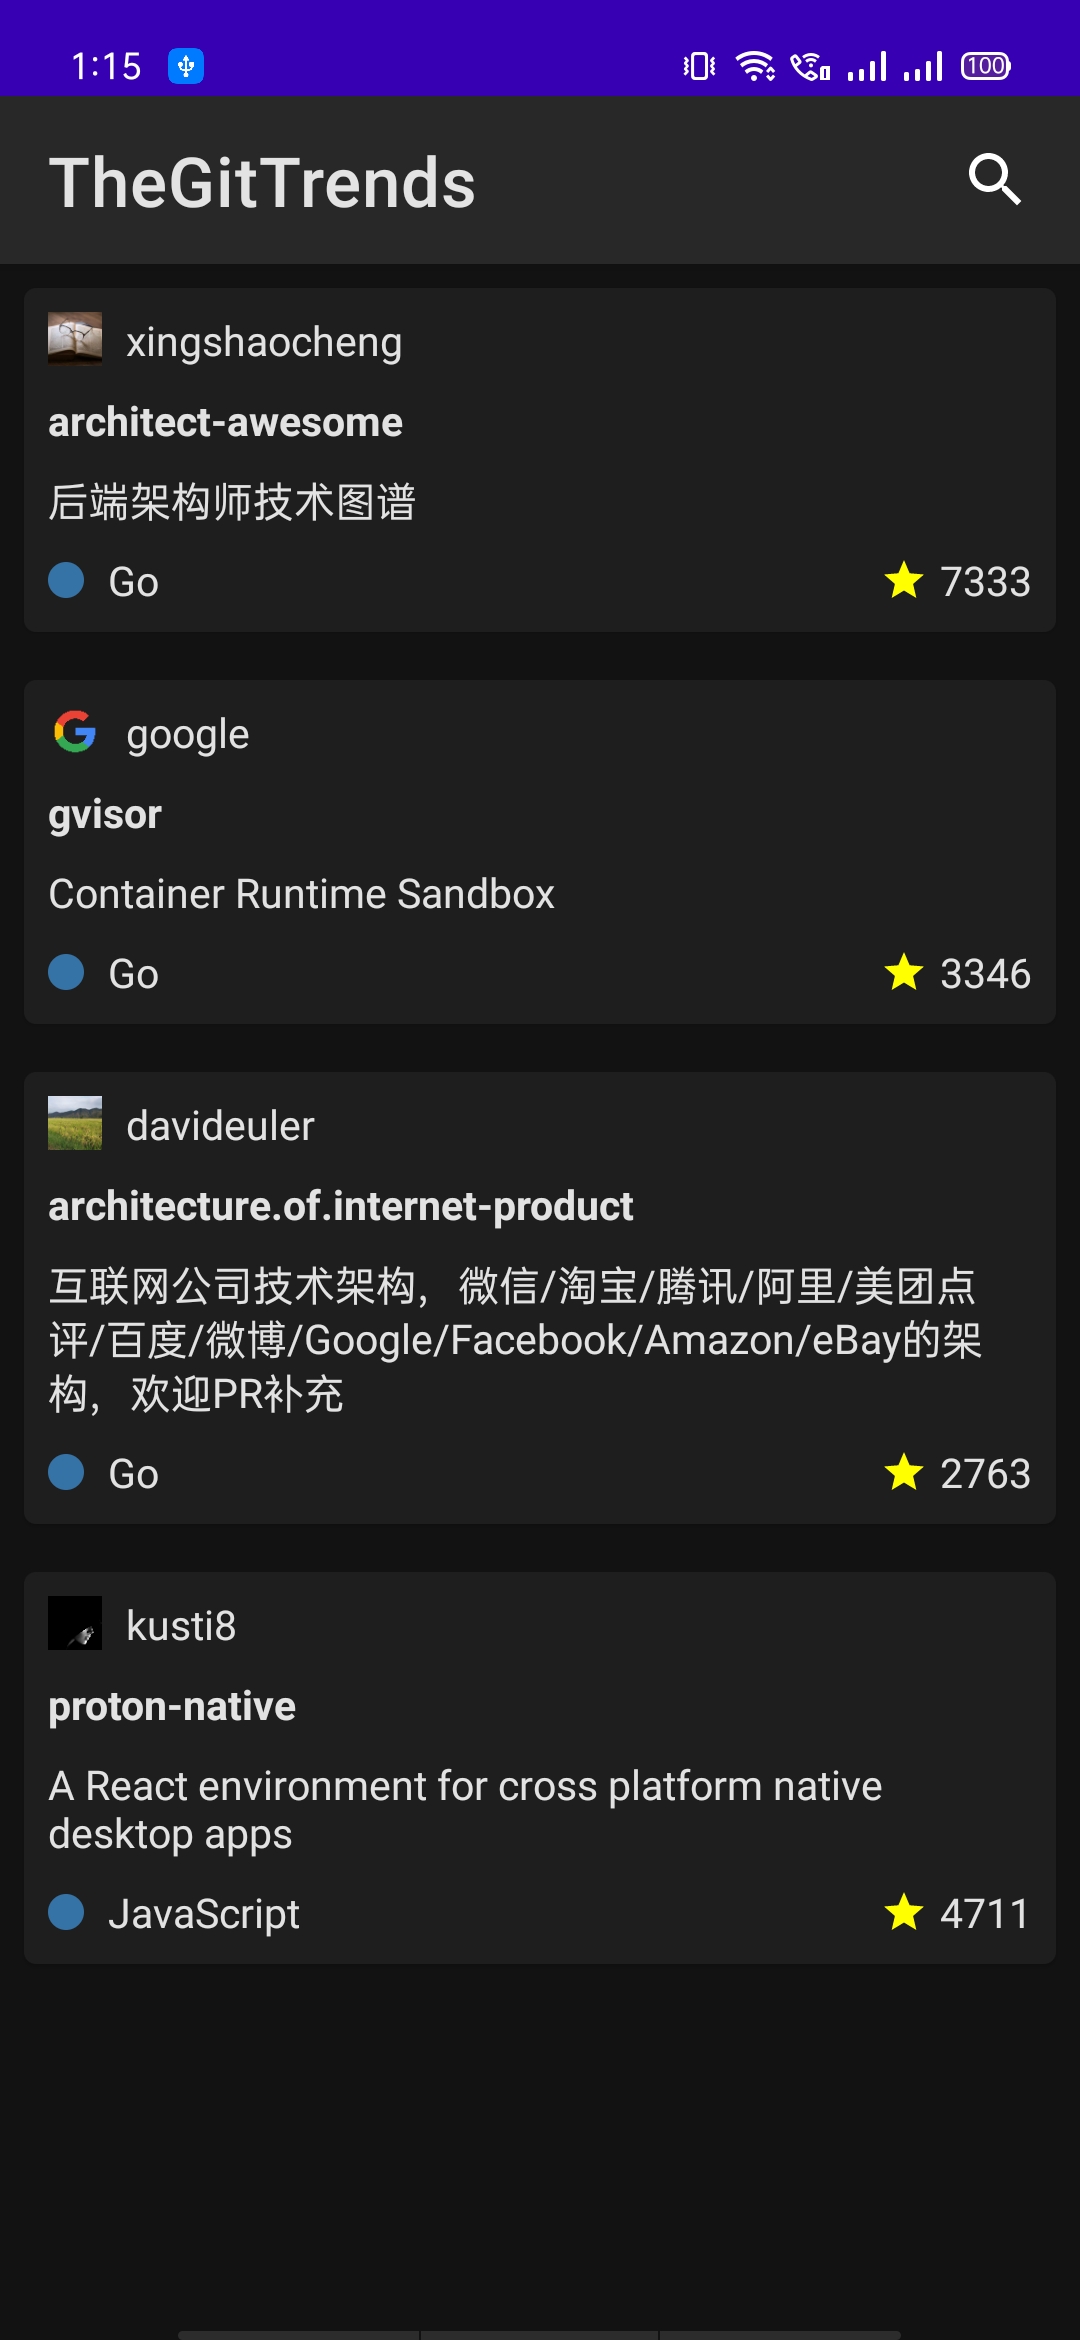 1:15
100
TheGitTrends
xingshaocheng
architect-awesome
后端架构师技术图谱
Go
7333
google
gvisor
Container Runtime Sandbox
Go
3346
davideuler
architecture.of.internet-product
互联网公司技术架构，微信/淘宝/腾讯/阿里/美团点
评/百度/微博/Google/Facebook/Amazon/eBay的架
构，欢迎PR补充
Go
2763
kusti8
proton-native
A React environment for cross platform native
desktop apps
JavaScript
4711